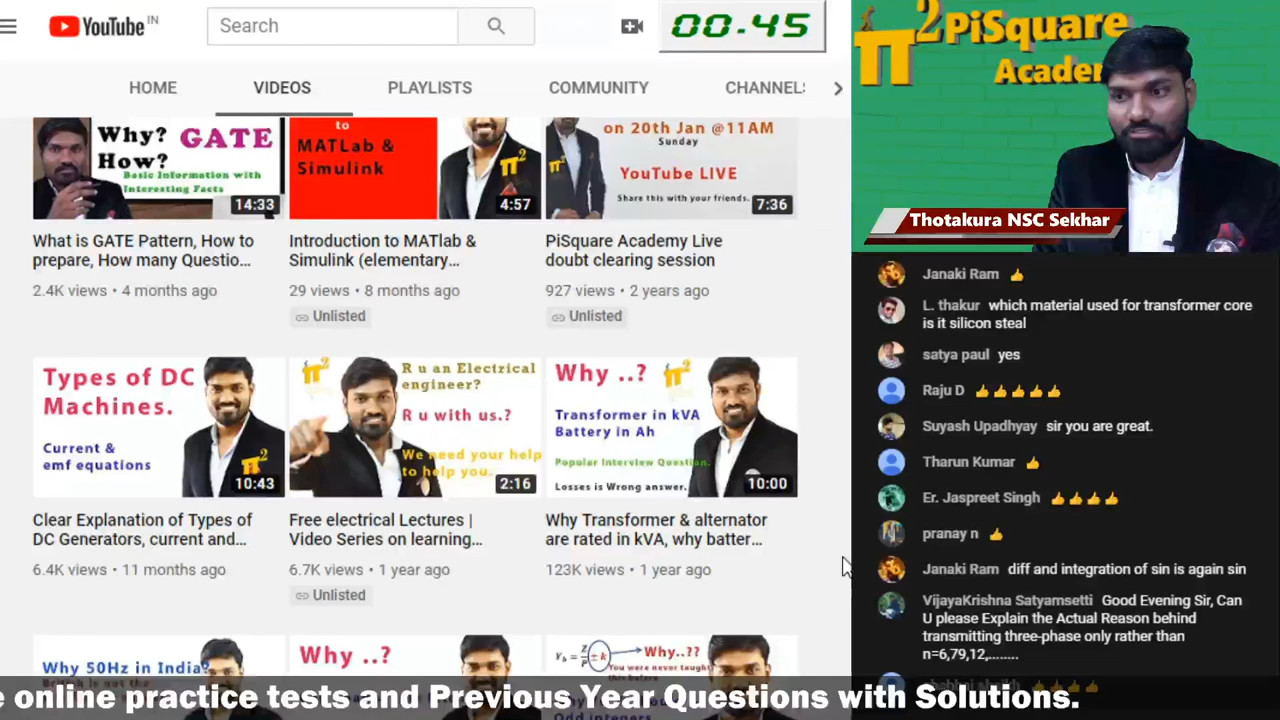 YouTube IN
Search
00.45
HOME
VIDEOS
PLAYLISTS
COMMUNITY
CHANNEL
Why? GATE
How?
Basic Information with
Interesting Facts
14:33
What is GATE Pattern, How to
prepare, How many Questio...
2.4K views • 4 months ago
to
MATLab &
Simulink
π2
4:57
Introduction to MATlab &
Simulink (elementary...
29 views • 8 months ago
Unlisted
on 20th Jan @11AM
Sunday
YouTube LIVE
Share this with your friends.
7:36
PiSquare Academy Live
doubt clearing session
927 views • 2 years ago
Unlisted
Types of DC
Machines.
Current &
emf equations
π2
10:43
Clear Explanation of Types of
DC Generators, current and...
6.4K views • 11 months ago
π2
R u an Electrical
engineer?
R u with us.?
We need your help
to help you.
2:16
Free electrical Lectures |
Video Series on learning...
6.7K views • 1 year ago
Unlisted
Why ..? π2
Transformer in kVA
Battery in Ah
Popular Interview Question.
Losses is Wrong answer.
10:00
Why Transformer & alternator
are rated in kVA, why batter...
123K views • 1 year ago
Why 50Hz in India?
Why ..?
Why..??
You were never taught
Odd integers
π2 PiSquare
Academ
Thotakura NSC Sekhar
Janaki Ram 👍
L. thakur which material used for transformer core
is it silicon steal
satya paul yes
Raju D 👍👍👍👍👍
Suyash Upadhyay sir you are great.
Tharun Kumar 👍
Er. Jaspreet Singh 👍👍👍👍
pranay n 👍
Janaki Ram diff and integration of sin is again sin
VijayaKrishna Satyamsetti Good Evening Sir, Can
U please Explain the Actual Reason behind
transmitting three-phase only rather than
n=6,79,12,........
e online practice tests and Previous Year Questions with Solutions.